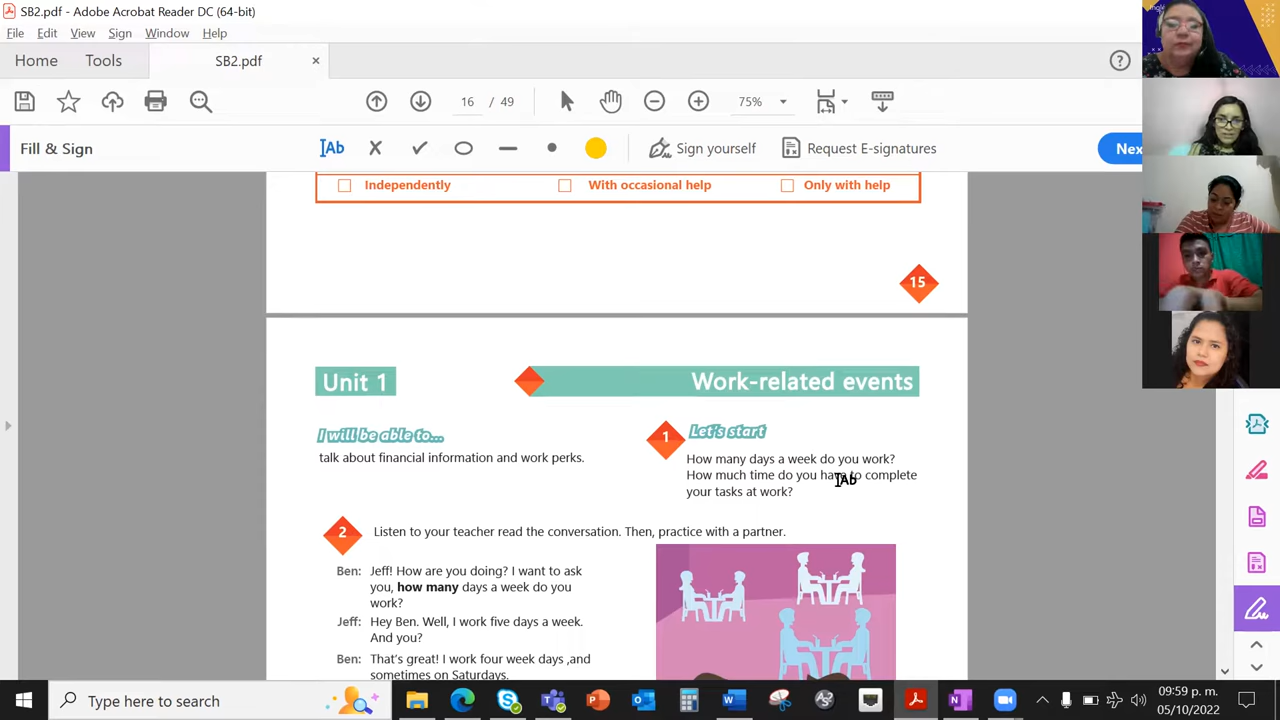 SB2.pdf - Adobe Acrobat Reader DC (64-bit)
File Edit View Sign Window Help
Home Tools SB2.pdf ×
16 / 49 75%
Fill & Sign IAb Sign yourself Request E-signatures Nex
Independently With occasional help Only with help
15
Unit 1 Work-related events
I will be able to...
talk about financial information and work perks.
1 Let's start
How many days a week do you work?
How much time do you have to complete
your tasks at work?
2 Listen to your teacher read the conversation. Then, practice with a partner.
Ben: Jeff! How are you doing? I want to ask
you, how many days a week do you
work?
Jeff: Hey Ben. Well, I work five days a week.
And you?
Ben: That's great! I work four week days ,and
sometimes on Saturdays.
Type here to search
09:59 p. m.
05/10/2022